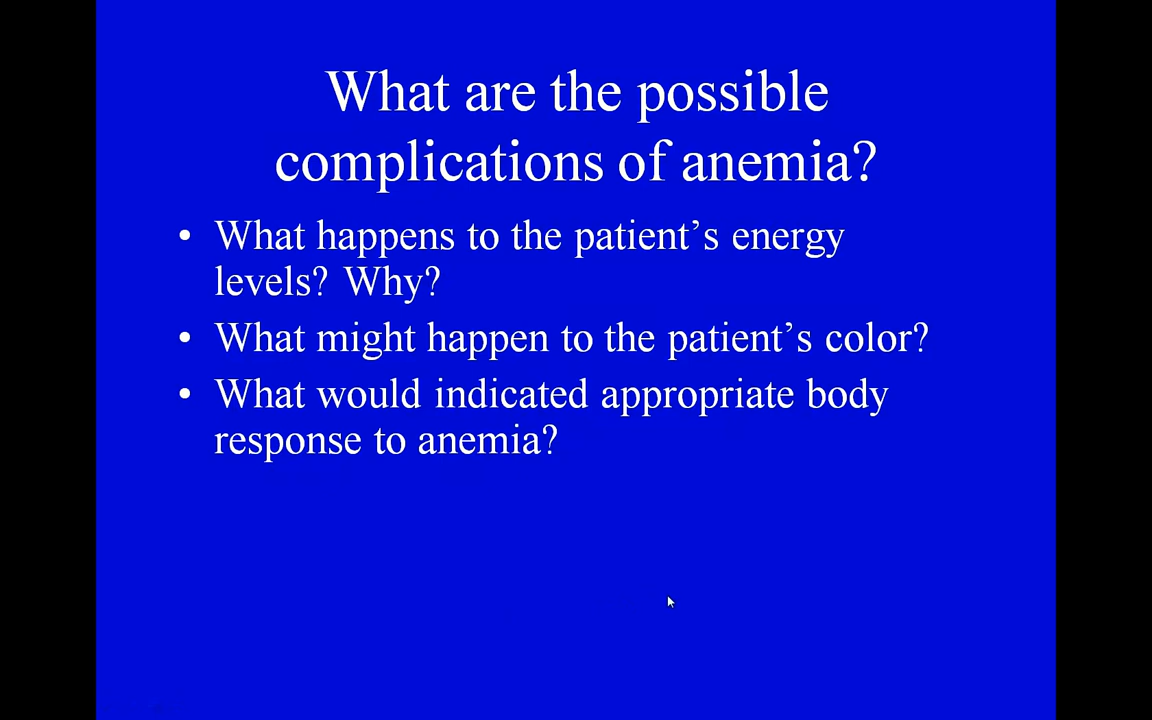 What are the possible
complications of anemia?
• What happens to the patient’s energy
levels? Why?
• What might happen to the patient’s color?
• What would indicated appropriate body
response to anemia?